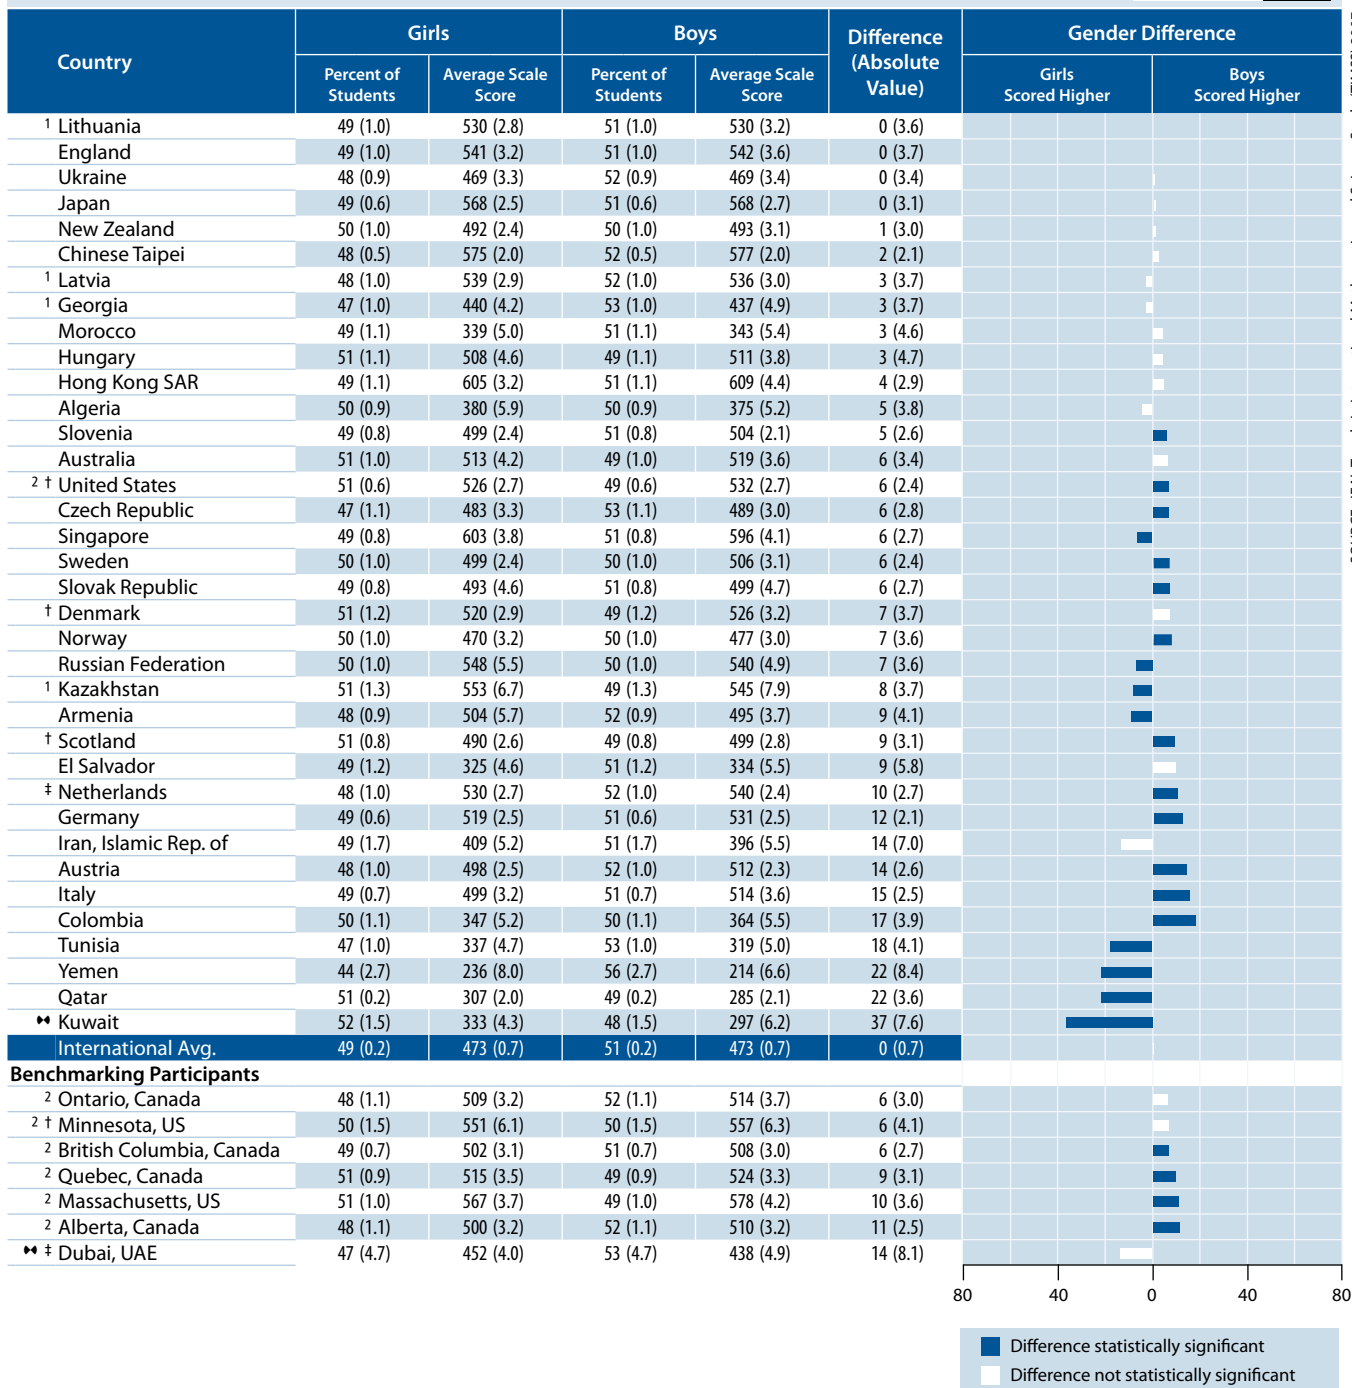 Country Girls Boys Difference (Absolute Value) Gender Difference
Percent of Students Average Scale Score Percent of Students Average Scale Score Girls Scored Higher Boys Scored Higher
1 Lithuania 49 (1.0) 530 (2.8) 51 (1.0) 530 (3.2) 0 (3.6)
England 49 (1.0) 541 (3.2) 51 (1.0) 542 (3.6) 0 (3.7)
Ukraine 48 (0.9) 469 (3.3) 52 (0.9) 469 (3.4) 0 (3.4)
Japan 49 (0.6) 568 (2.5) 51 (0.6) 568 (2.7) 0 (3.1)
New Zealand 50 (1.0) 492 (2.4) 50 (1.0) 493 (3.1) 1 (3.0)
Chinese Taipei 48 (0.5) 575 (2.0) 52 (0.5) 577 (2.0) 2 (2.1)
1 Latvia 48 (1.0) 539 (2.9) 52 (1.0) 536 (3.0) 3 (3.7)
1 Georgia 47 (1.0) 440 (4.2) 53 (1.0) 437 (4.9) 3 (3.7)
Morocco 49 (1.1) 339 (5.0) 51 (1.1) 343 (5.4) 3 (4.6)
Hungary 51 (1.1) 508 (4.6) 49 (1.1) 511 (3.8) 3 (4.7)
Hong Kong SAR 49 (1.1) 605 (3.2) 51 (1.1) 609 (4.4) 4 (2.9)
Algeria 50 (0.9) 380 (5.9) 50 (0.9) 375 (5.2) 5 (3.8)
Slovenia 49 (0.8) 499 (2.4) 51 (0.8) 504 (2.1) 5 (2.6)
Australia 51 (1.0) 513 (4.2) 49 (1.0) 519 (3.6) 6 (3.4)
2 † United States 51 (0.6) 526 (2.7) 49 (0.6) 532 (2.7) 6 (2.4)
Czech Republic 47 (1.1) 483 (3.3) 53 (1.1) 489 (3.0) 6 (2.8)
Singapore 49 (0.8) 603 (3.8) 51 (0.8) 596 (4.1) 6 (2.7)
Sweden 50 (1.0) 499 (2.4) 50 (1.0) 506 (3.1) 6 (2.4)
Slovak Republic 49 (0.8) 493 (4.6) 51 (0.8) 499 (4.7) 6 (2.7)
† Denmark 51 (1.2) 520 (2.9) 49 (1.2) 526 (3.2) 7 (3.7)
Norway 50 (1.0) 470 (3.2) 50 (1.0) 477 (3.0) 7 (3.6)
Russian Federation 50 (1.0) 548 (5.5) 50 (1.0) 540 (4.9) 7 (3.6)
1 Kazakhstan 51 (1.3) 553 (6.7) 49 (1.3) 545 (7.9) 8 (3.7)
Armenia 48 (0.9) 504 (5.7) 52 (0.9) 495 (3.7) 9 (4.1)
† Scotland 51 (0.8) 490 (2.6) 49 (0.8) 499 (2.8) 9 (3.1)
El Salvador 49 (1.2) 325 (4.6) 51 (1.2) 334 (5.5) 9 (5.8)
‡ Netherlands 48 (1.0) 530 (2.7) 52 (1.0) 540 (2.4) 10 (2.7)
Germany 49 (0.6) 519 (2.5) 51 (0.6) 531 (2.5) 12 (2.1)
Iran, Islamic Rep. of 49 (1.7) 409 (5.2) 51 (1.7) 396 (5.5) 14 (7.0)
Austria 48 (1.0) 498 (2.5) 52 (1.0) 512 (2.3) 14 (2.6)
Italy 49 (0.7) 499 (3.2) 51 (0.7) 514 (3.6) 15 (2.5)
Colombia 50 (1.1) 347 (5.2) 50 (1.1) 364 (5.5) 17 (3.9)
Tunisia 47 (1.0) 337 (4.7) 53 (1.0) 319 (5.0) 18 (4.1)
Yemen 44 (2.7) 236 (8.0) 56 (2.7) 214 (6.6) 22 (8.4)
Qatar 51 (0.2) 307 (2.0) 49 (0.2) 285 (2.1) 22 (3.6)
Kuwait 52 (1.5) 333 (4.3) 48 (1.5) 297 (6.2) 37 (7.6)
International Avg. 49 (0.2) 473 (0.7) 51 (0.2) 473 (0.7) 0 (0.7)
Benchmarking Participants
2 Ontario, Canada 48 (1.1) 509 (3.2) 52 (1.1) 514 (3.7) 6 (3.0)
2 † Minnesota, US 50 (1.5) 551 (6.1) 50 (1.5) 557 (6.3) 6 (4.1)
2 British Columbia, Canada 49 (0.7) 502 (3.1) 51 (0.7) 508 (3.0) 6 (2.7)
2 Quebec, Canada 51 (0.9) 515 (3.5) 49 (0.9) 524 (3.3) 9 (3.1)
2 Massachusetts, US 51 (1.0) 567 (3.7) 49 (1.0) 578 (4.2) 10 (3.6)
2 Alberta, Canada 48 (1.1) 500 (3.2) 52 (1.1) 510 (3.2) 11 (2.5)
‡ Dubai, UAE 47 (4.7) 452 (4.0) 53 (4.7) 438 (4.9) 14 (8.1)
80 40 0 40 80
Difference statistically significant
Difference not statistically significant